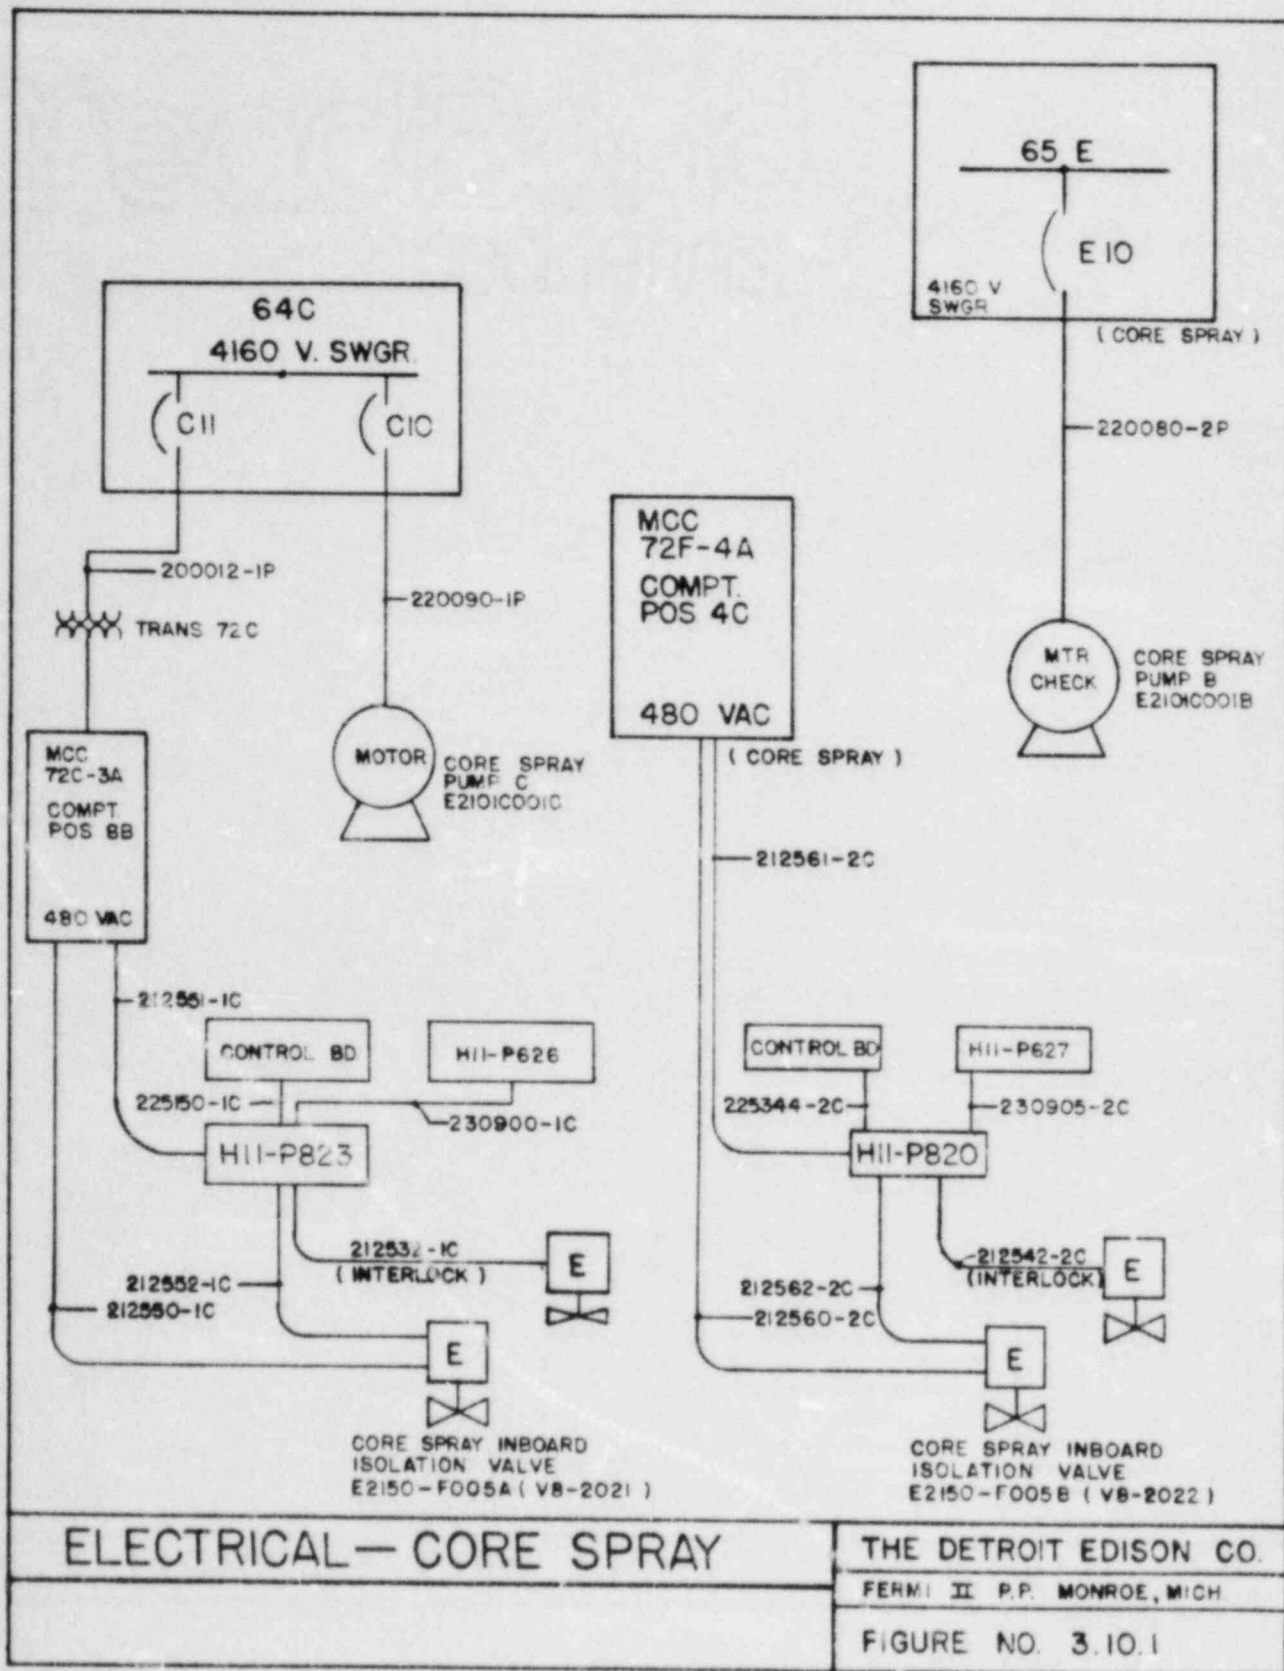 65 E
E10
4160 V
SWGR
( CORE SPRAY )
220080-2P
MTR
CHECK
CORE SPRAY
PUMP B
E2101C001B
64C
4160 V. SWGR.
C11
C10
200012-1P
TRANS 72C
220090-1P
MOTOR
CORE SPRAY
PUMP C
E2101C001C
MCC
72C-3A
COMPT.
POS 8B
480 VAC
MCC
72F-4A
COMPT.
POS 4C
480 VAC
( CORE SPRAY )
212561-2C
212551-1C
CONTROL BD
H11-P626
225150-1C
230900-1C
H11-P823
212532-1C
( INTERLOCK )
E
212552-1C
212550-1C
E
CORE SPRAY INBOARD
ISOLATION VALVE
E2150-F005A ( V8-2021 )
CONTROL BD
H11-P627
225344-2C
230905-2C
H11-P820
212542-2C
(INTERLOCK)
E
212562-2C
212560-2C
E
CORE SPRAY INBOARD
ISOLATION VALVE
E2150-F005B ( V8-2022 )
ELECTRICAL — CORE SPRAY
THE DETROIT EDISON CO.
FERMI II P.P. MONROE, MICH.
FIGURE NO. 3.10.1